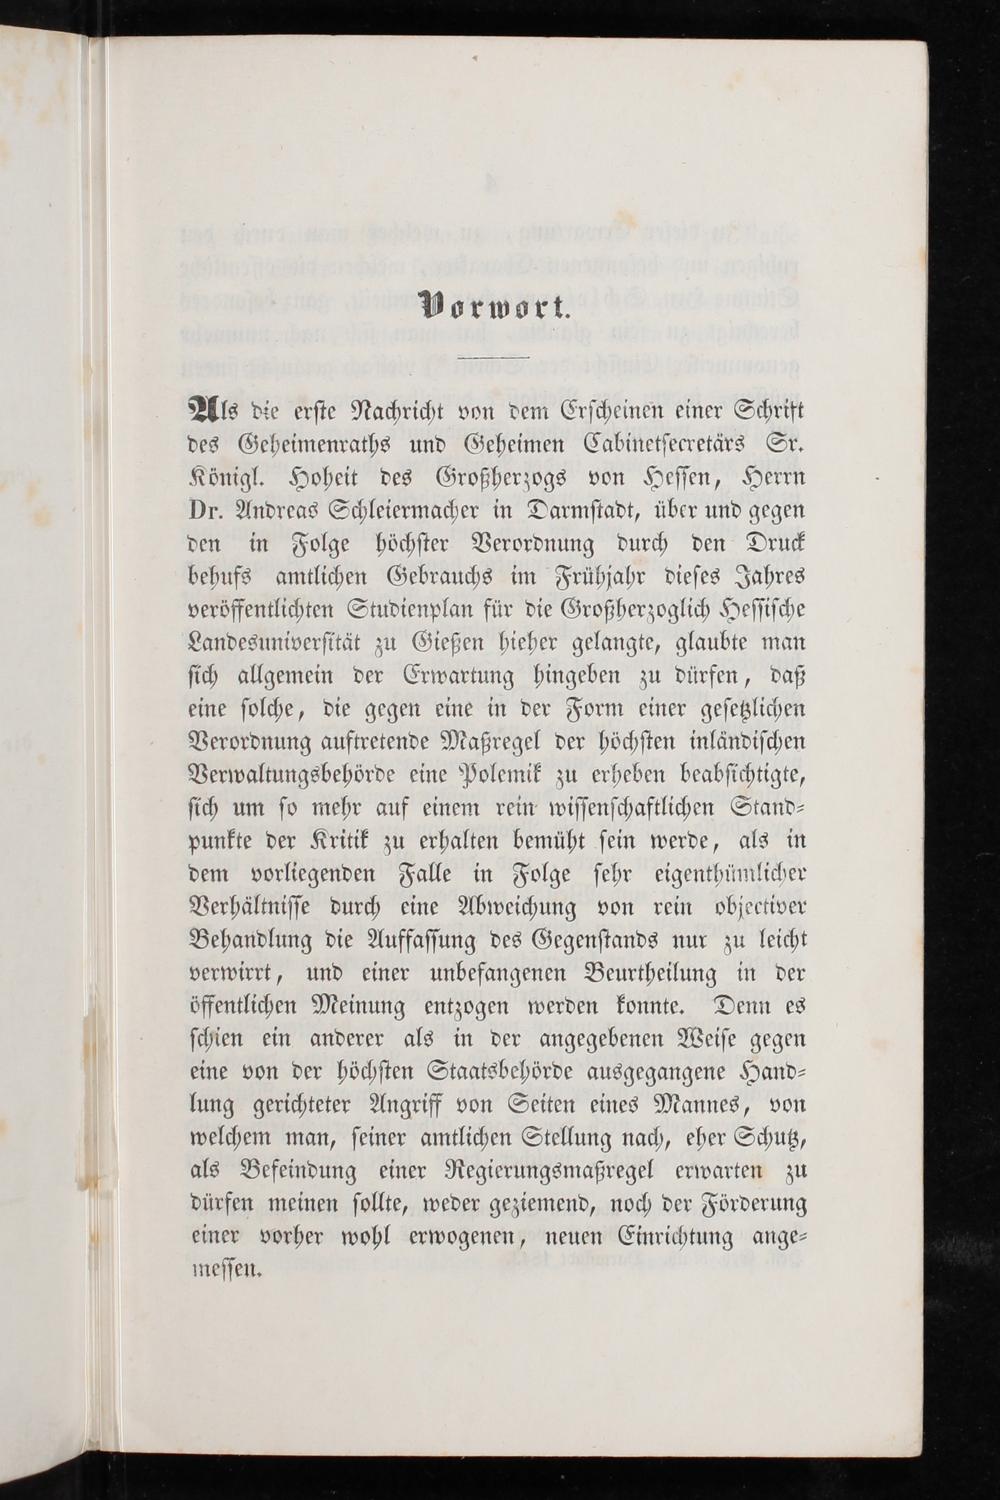 Vorwort.
Als die erste Nachricht von dem Erscheinen einer Schrift
des Geheimenraths und Geheimen Cabinetsecretärs Sr.
Königl. Hoheit des Großherzogs von Hessen, Herrn
Dr. Andreas Schleiermacher in Darmstadt, über und gegen
den in Folge höchster Verordnung durch den Druck
behufs amtlichen Gebrauchs im Frühjahr dieses Jahres
veröffentlichten Studienplan für die Großherzoglich Hessische
Landesuniversität zu Gießen hieher gelangte, glaubte man
sich allgemein der Erwartung hingeben zu dürfen, daß
eine solche, die gegen eine in der Form einer gesetzlichen
Verordnung auftretende Maßregel der höchsten inländischen
Verwaltungsbehörde eine Polemik zu erheben beabsichtigte,
sich um so mehr auf einem rein wissenschaftlichen Stand-
punkte der Kritik zu erhalten bemüht sein werde, als in
dem vorliegenden Falle in Folge sehr eigenthümlicher
Verhältnisse durch eine Abweichung von rein objectiver
Behandlung die Auffassung des Gegenstands nur zu leicht
verwirrt, und einer unbefangenen Beurtheilung in der
öffentlichen Meinung entzogen werden konnte. Denn es
schien ein anderer als in der angegebenen Weise gegen
eine von der höchsten Staatsbehörde ausgegangene Hand-
lung gerichteter Angriff von Seiten eines Mannes, von
welchem man, seiner amtlichen Stellung nach, eher Schutz,
als Befeindung einer Regierungsmaßregel erwarten zu
dürfen meinen sollte, weder geziemend, noch der Förderung
einer vorher wohl erwogenen, neuen Einrichtung ange-
messen.